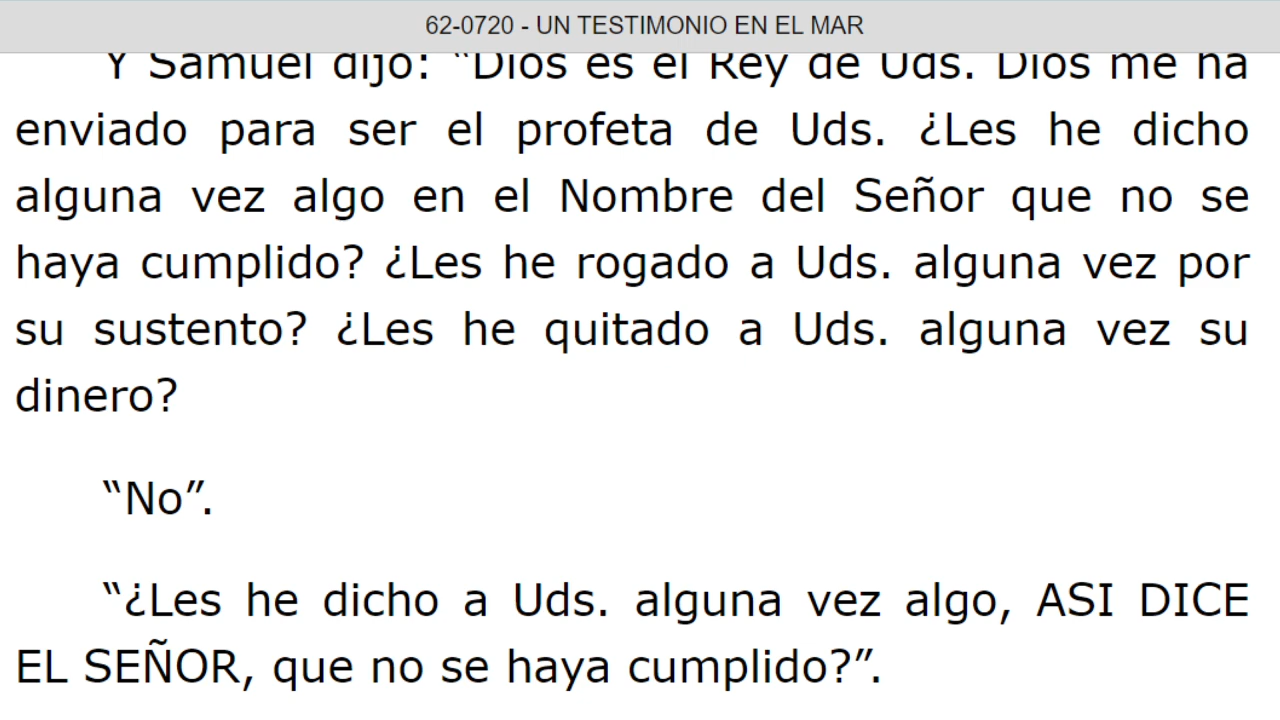 62-0720 - UN TESTIMONIO EN EL MAR
Y Samuel dijo: “Dios es el Rey de Uds. Dios me ha
enviado para ser el profeta de Uds. ¿Les he dicho
alguna vez algo en el Nombre del Señor que no se
haya cumplido? ¿Les he rogado a Uds. alguna vez por
su sustento? ¿Les he quitado a Uds. alguna vez su
dinero?
“No”.
“¿Les he dicho a Uds. alguna vez algo, ASI DICE
EL SEÑOR, que no se haya cumplido?”.